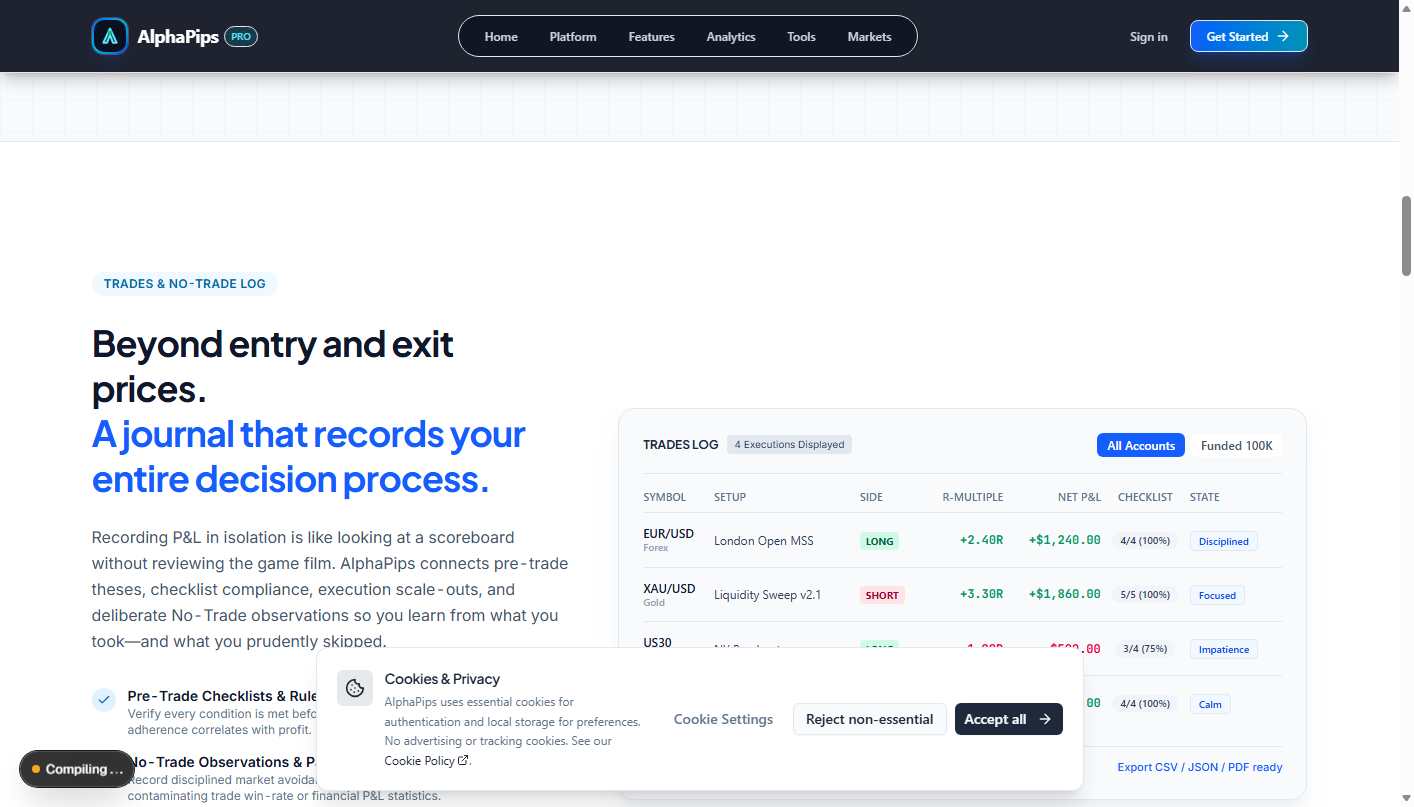 AlphaPips PRO
Home Platform Features Analytics Tools Markets
Sign in
Get Started
TRADES & NO-TRADE LOG
Beyond entry and exit
prices.
A journal that records your
entire decision process.
Recording P&L in isolation is like looking at a scoreboard
without reviewing the game film. AlphaPips connects pre-trade
theses, checklist compliance, execution scale-outs, and
deliberate No-Trade observations so you learn from what you
took—and what you prudently skipped.
Pre-Trade Checklists & Rule
Verify every condition is met befo
adherence correlates with profit.
No-Trade Observations & P
Record disciplined market avoida
contaminating trade win-rate or financial P&L statistics.
TRADES LOG 4 Executions Displayed All Accounts Funded 100K
SYMBOL SETUP SIDE R-MULTIPLE NET P&L CHECKLIST STATE
EUR/USD
Forex
London Open MSS LONG +2.40R +$1,240.00 4/4 (100%) Disciplined
XAU/USD
Gold
Liquidity Sweep v2.1 SHORT +3.30R +$1,860.00 5/5 (100%) Focused
US30
3/4 (75%) Impatience
00 4/4 (100%) Calm
Export CSV / JSON / PDF ready
Cookies & Privacy
AlphaPips uses essential cookies for
authentication and local storage for preferences.
No advertising or tracking cookies. See our
Cookie Policy.
Cookie Settings
Reject non-essential
Accept all
Compiling...